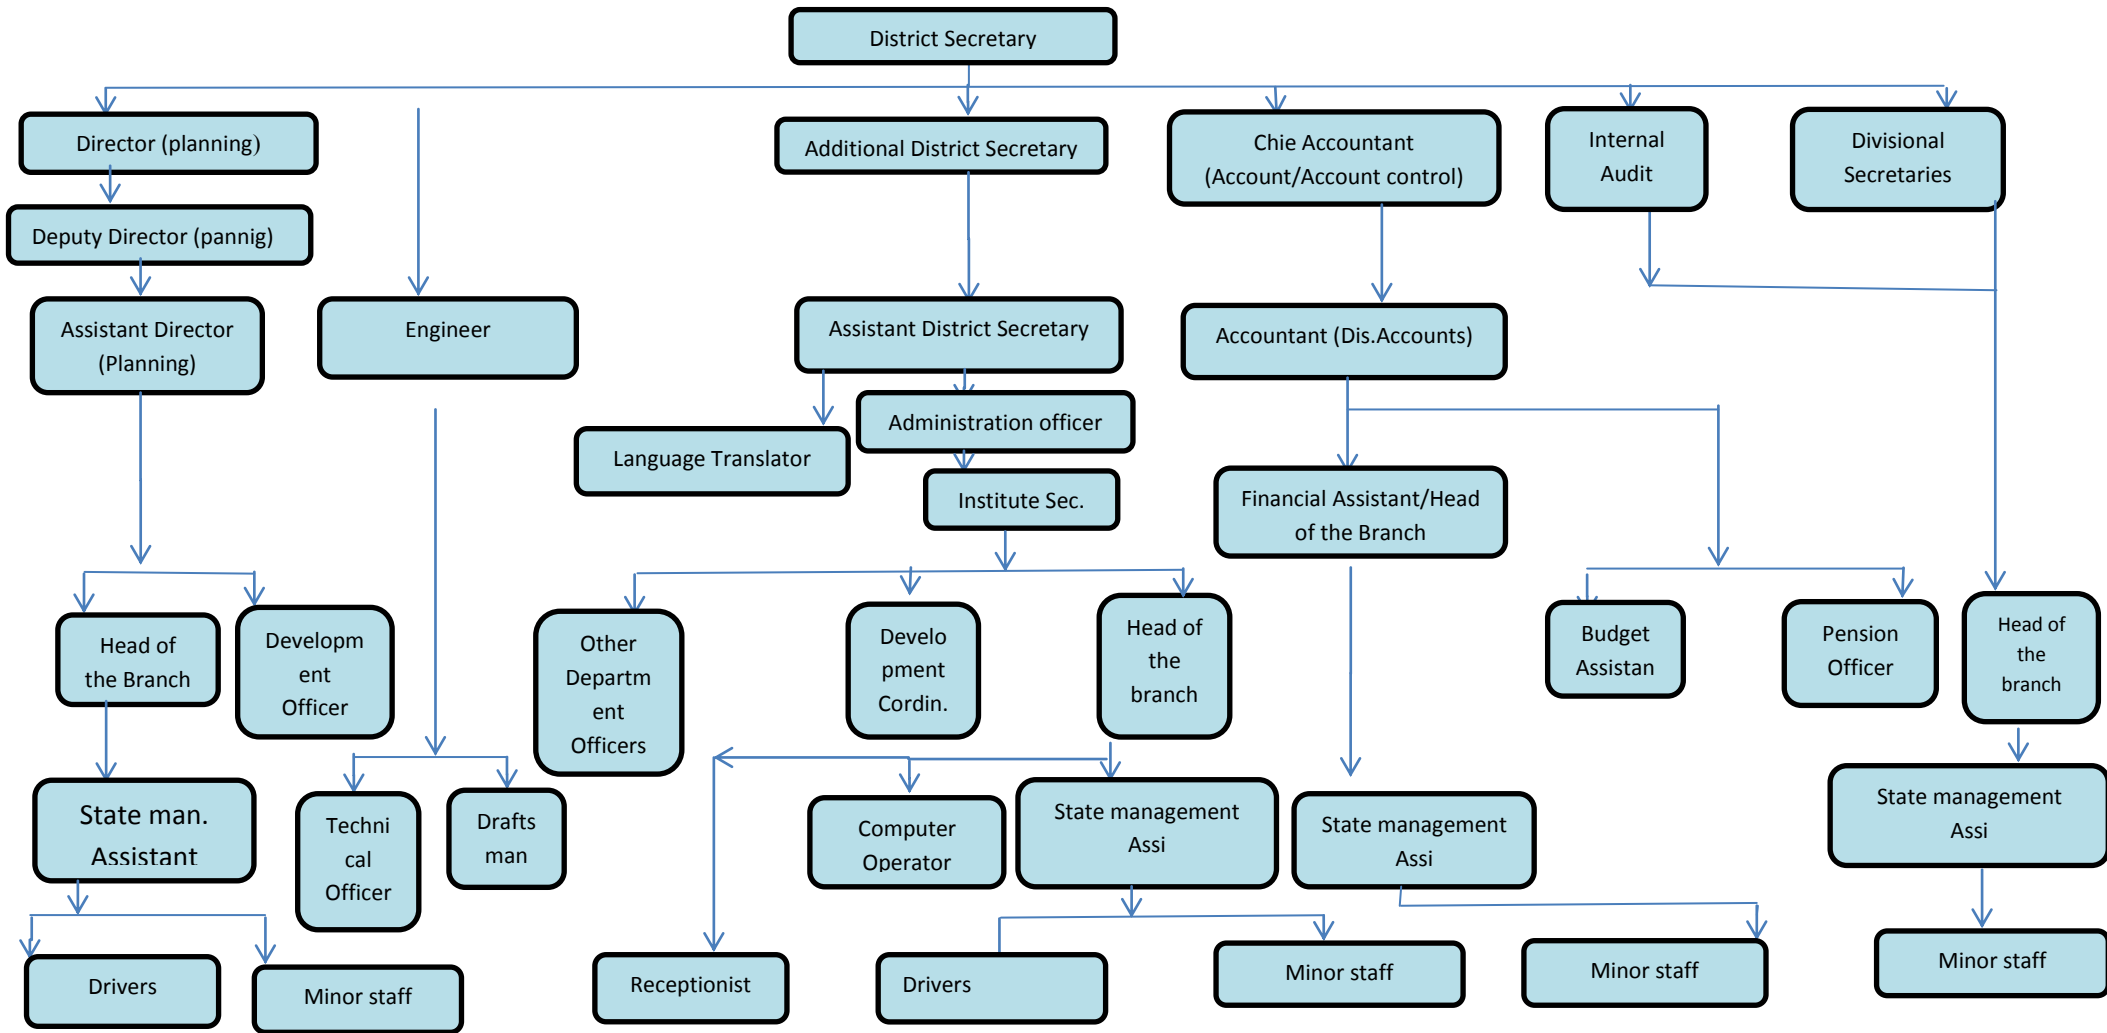 District Secretary
Director (planning)
Additional District Secretary
Chie Accountant
(Account/Account control)
Internal
Audit
Divisional
Secretaries
Deputy Director (pannig)
Assistant Director
(Planning)
Engineer
Assistant District Secretary
Accountant (Dis.Accounts)
Administration officer
Language Translator
Institute Sec.
Financial Assistant/Head
of the Branch
Head of
the Branch
Developm
ent
Officer
Other
Departm
ent
Officers
Develo
pment
Cordin.
Head of
the
branch
Budget
Assistan
Pension
Officer
Head of
the
branch
State man.
Assistant
Techni
cal
Officer
Drafts
man
Computer
Operator
State management
Assi
State management
Assi
State management
Assi
Drivers
Minor staff
Receptionist
Drivers
Minor staff
Minor staff
Minor staff